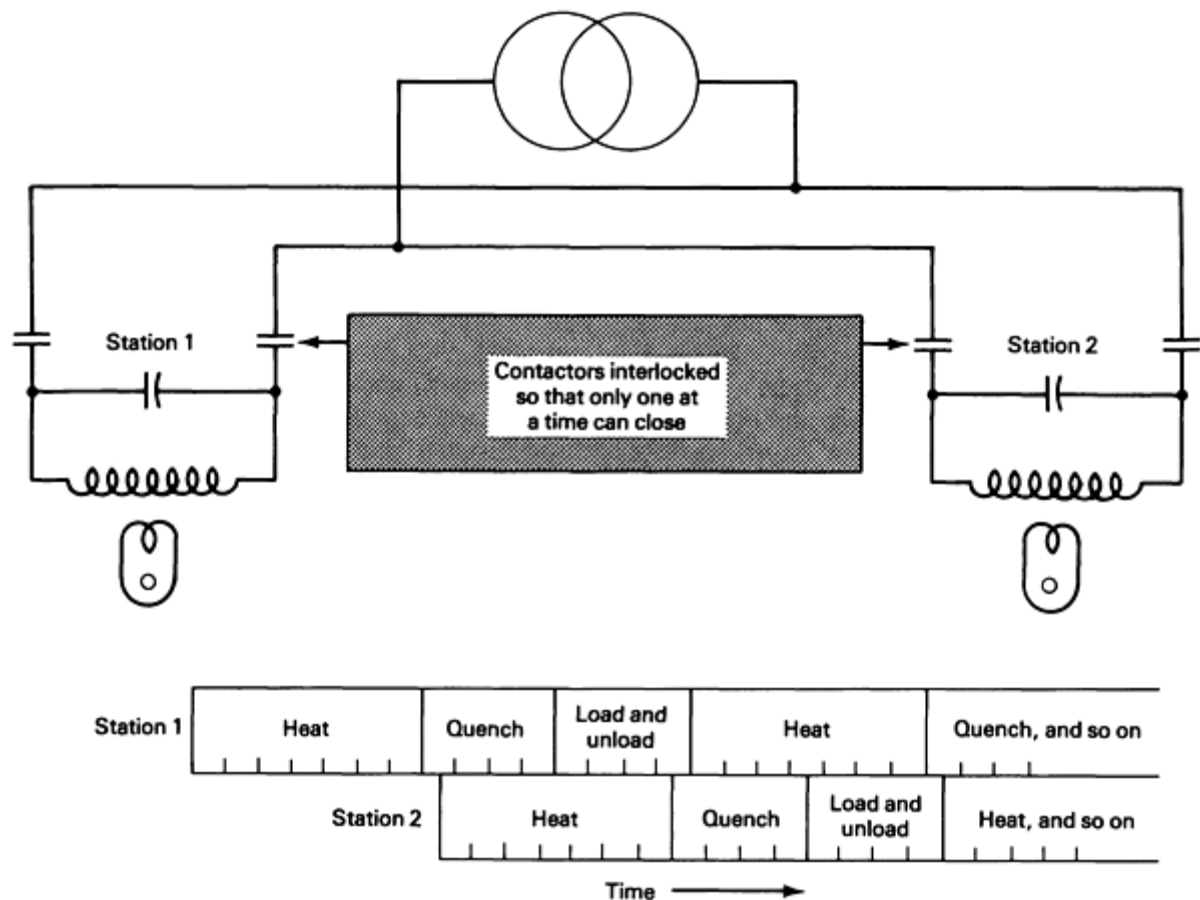 Station 1
Contactors interlocked
so that only one at
a time can close
Station 2
Station 1
Heat
Quench
Load and
unload
Heat
Quench, and so on
Station 2
Heat
Quench
Load and
unload
Heat, and so on
Time